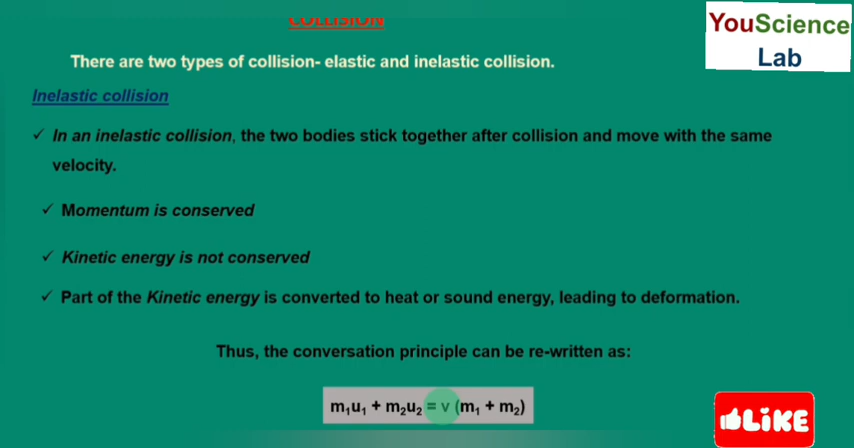 COLLISION
YouScience
Lab
There are two types of collision- elastic and inelastic collision.
Inelastic collision
✓ In an inelastic collision, the two bodies stick together after collision and move with the same
velocity.
✓ Momentum is conserved
✓ Kinetic energy is not conserved
✓ Part of the Kinetic energy is converted to heat or sound energy, leading to deformation.
Thus, the conversation principle can be re-written as:
m₁u₁ + m₂u₂ = v (m₁ + m₂)
LiKE